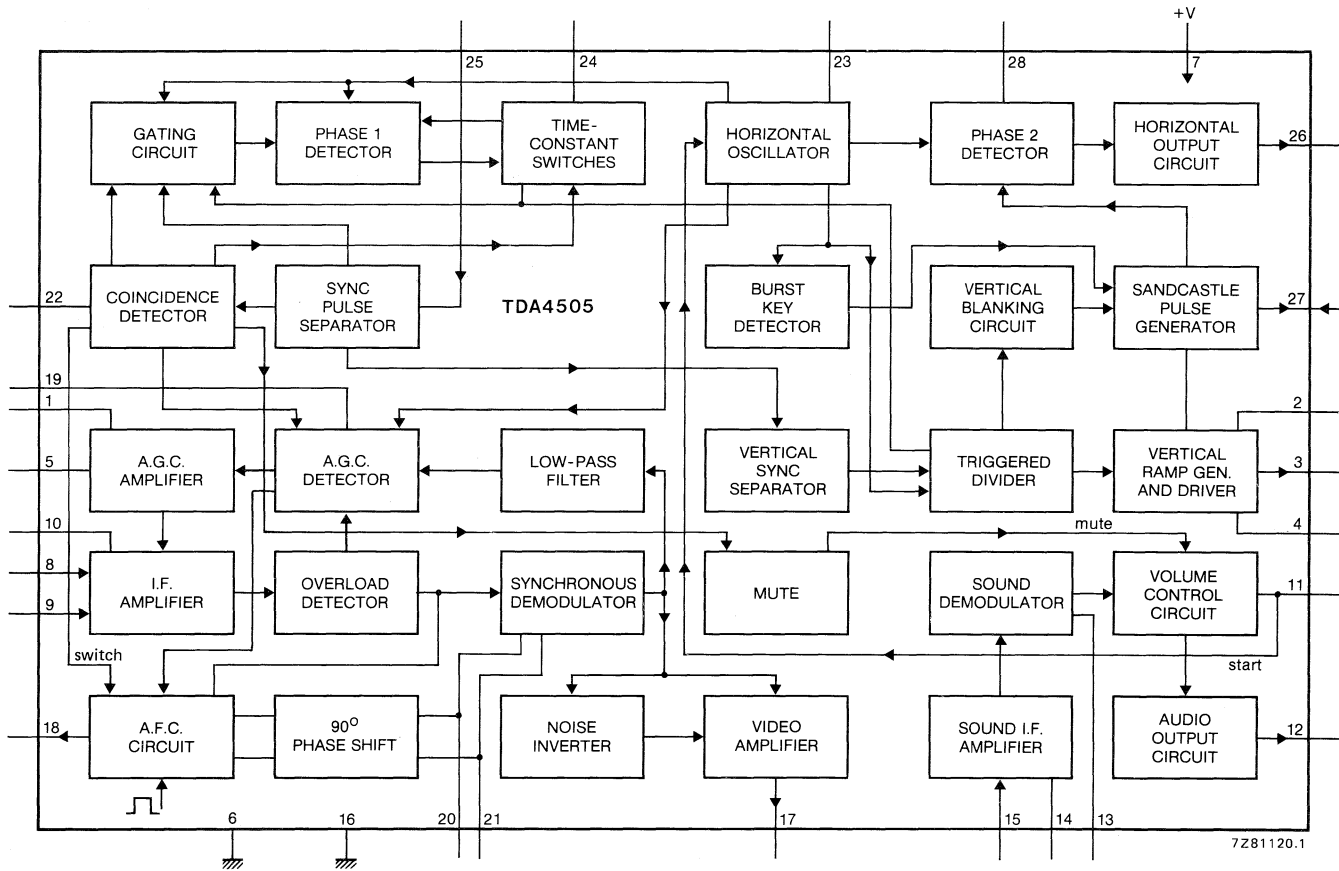 +V
25
24
23
28
7
GATING
CIRCUIT
PHASE 1
DETECTOR
TIME-
CONSTANT
SWITCHES
HORIZONTAL
OSCILLATOR
PHASE 2
DETECTOR
HORIZONTAL
OUTPUT
CIRCUIT
26
22
COINCIDENCE
DETECTOR
SYNC
PULSE
SEPARATOR
TDA4505
BURST
KEY
DETECTOR
VERTICAL
BLANKING
CIRCUIT
SANDCASTLE
PULSE
GENERATOR
27
19
1
5
A.G.C.
AMPLIFIER
A.G.C.
DETECTOR
LOW-PASS
FILTER
VERTICAL
SYNC
SEPARATOR
TRIGGERED
DIVIDER
VERTICAL
RAMP GEN.
AND DRIVER
2
3
4
mute
10
8
9
I.F.
AMPLIFIER
OVERLOAD
DETECTOR
SYNCHRONOUS
DEMODULATOR
MUTE
SOUND
DEMODULATOR
VOLUME
CONTROL
CIRCUIT
11
switch
start
18
A.F.C.
CIRCUIT
90O
PHASE SHIFT
NOISE
INVERTER
VIDEO
AMPLIFIER
SOUND I.F.
AMPLIFIER
AUDIO
OUTPUT
CIRCUIT
12
6
16
20
21
17
15
14
13
7Z81120.1